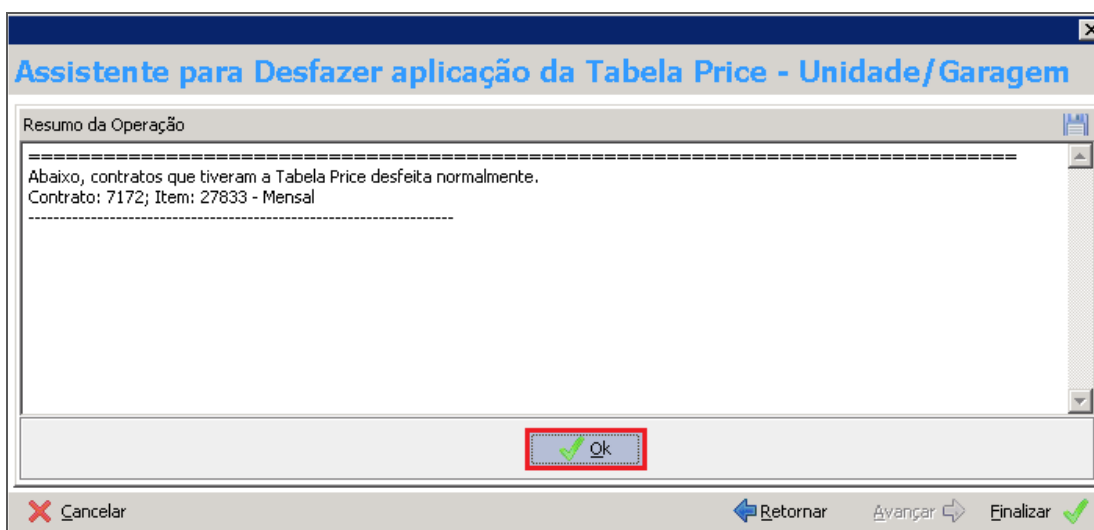 Assistente para Desfazer aplicação da Tabela Price - Unidade/Garagem
Resumo da Operação
===============================================================================
Abaixo, contratos que tiveram a Tabela Price desfeita normalmente.
Contrato: 7172; Item: 27833 - Mensal
--------------------------------------------------------------------
Ok
Cancelar
Retornar
Avançar
Finalizar